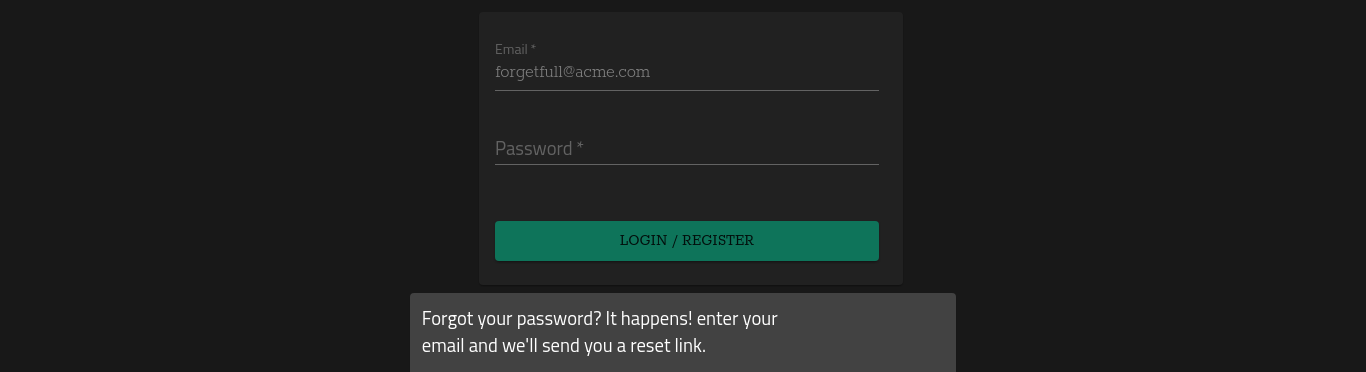 Email *
forgetfull@acme.com
Password *
LOGIN / REGISTER
Forgot your password? It happens! enter your
email and we'll send you a reset link.